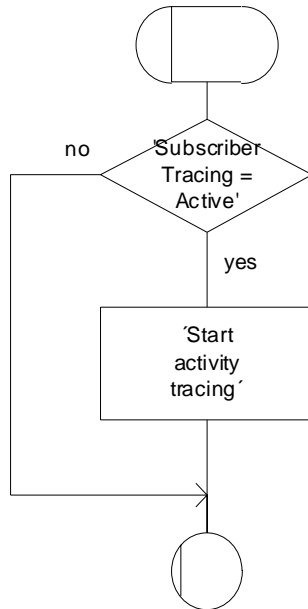 no
'Subscriber
Tracing =
Active'
yes
´Start
activity
tracing´